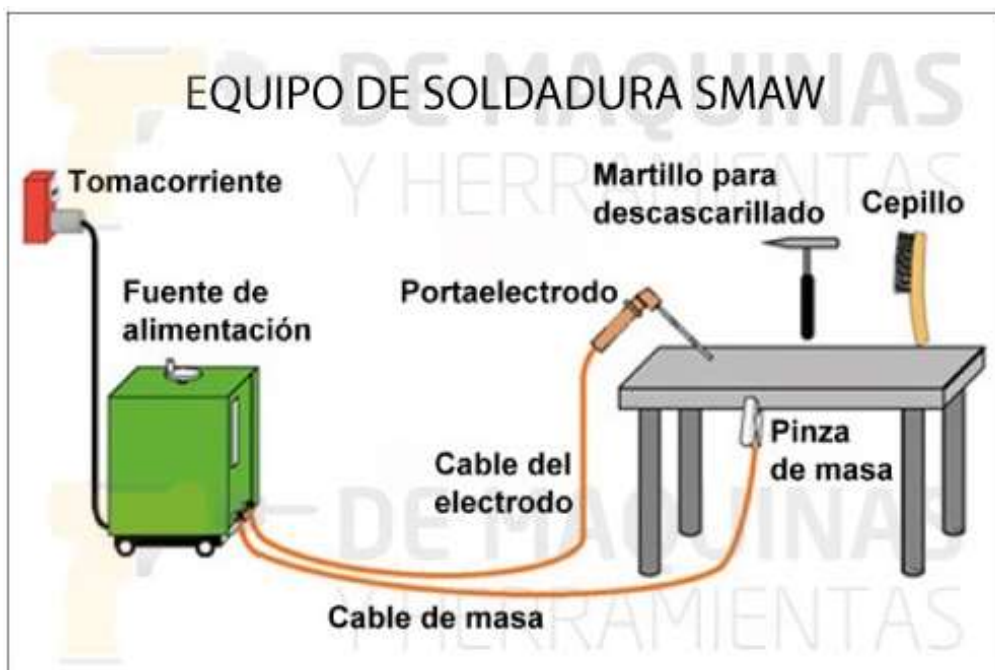 EQUIPO DE SOLDADURA SMAW
DE MAQUINAS
Y HERRAMIENTAS
Tomacorriente
Martillo para
descascarillado
Cepillo
Fuente de
alimentación
Portaelectrodo
Pinza
de masa
Cable del
electrodo
DE MAQUINAS
Y HERRAMIENTAS
Cable de masa